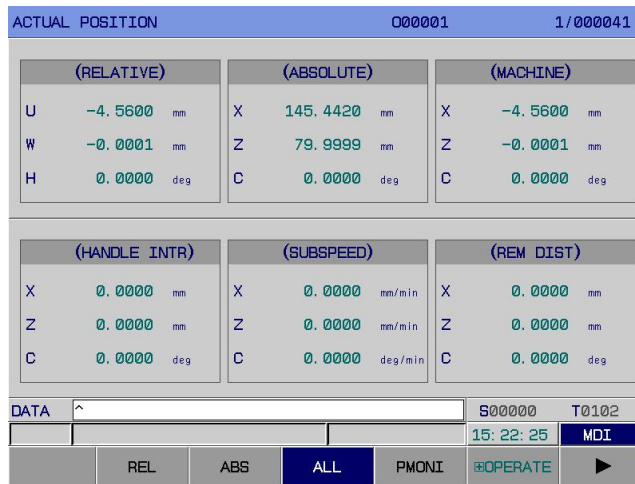 ACTUAL POSITION O00001 1/000041
(RELATIVE) (ABSOLUTE) (MACHINE)
U -4.5600 mm X 145.4420 mm X -4.5600 mm
W -0.0001 mm Z 79.9999 mm Z -0.0001 mm
H 0.0000 deg C 0.0000 deg C 0.0000 deg
(HANDLE INTR) (SUBSPEED) (REM DIST)
X 0.0000 mm X 0.0000 mm/min X 0.0000 mm
Z 0.0000 mm Z 0.0000 mm/min Z 0.0000 mm
C 0.0000 deg C 0.0000 deg/min C 0.0000 deg
DATA ^ S00000 T0102
15:22:25 MDI
REL ABS ALL PMONI ⊞OPERATE ▶